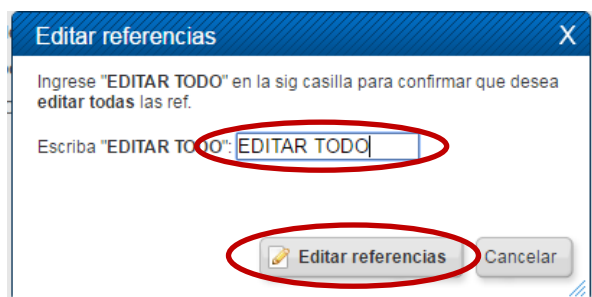 Editar referencias X
Ingrese "EDITAR TODO" en la sig casilla para confirmar que desea
editar todas las ref.
Escriba "EDITAR TODO": EDITAR TODO
Editar referencias Cancelar